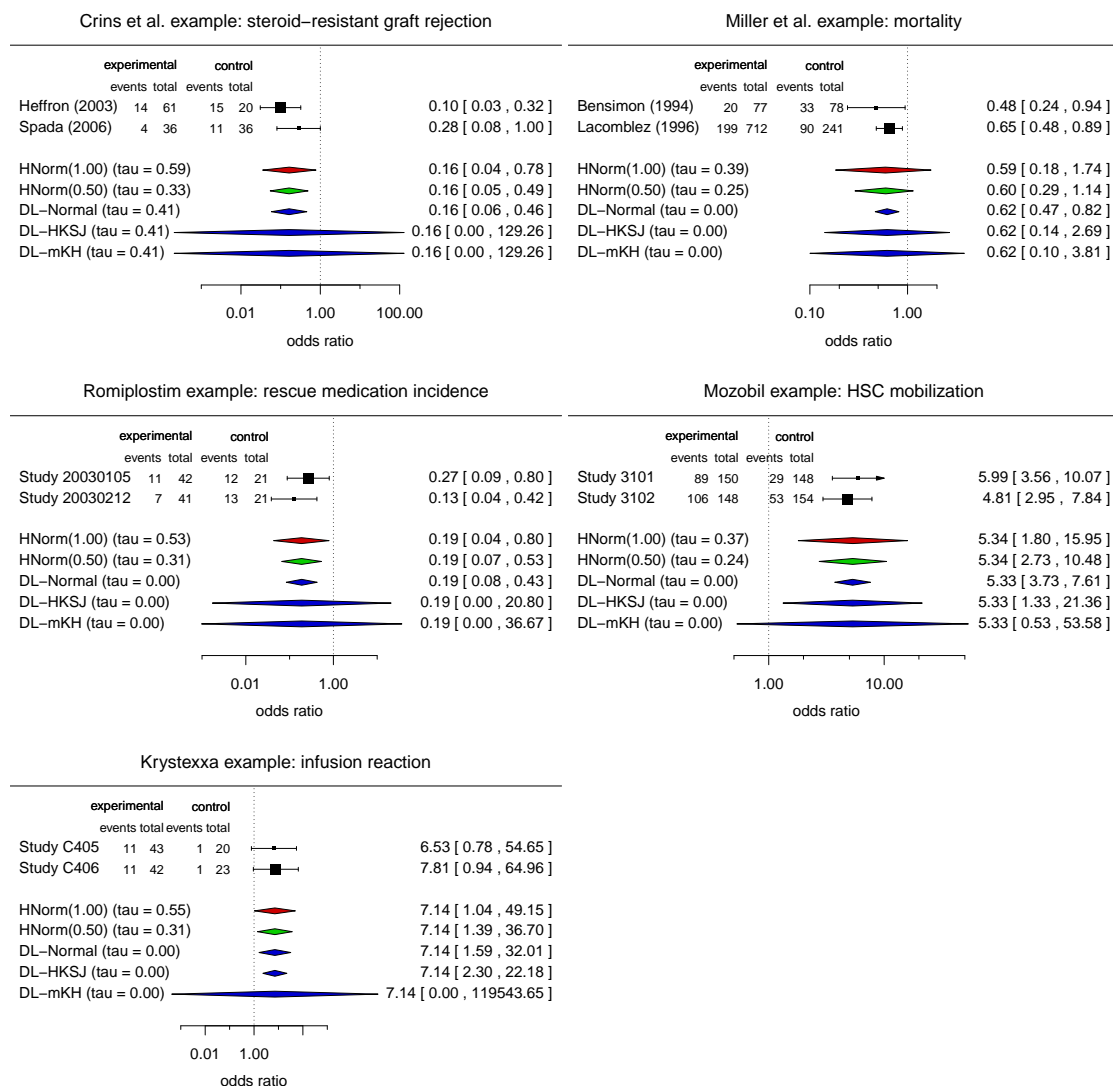 Crins et al. example: steroid−resistant graft rejection
experimental control
events total events total
Heffron (2003) 14 61 15 20 0.10 [ 0.03 , 0.32 ]
Spada (2006) 4 36 11 36 0.28 [ 0.08 , 1.00 ]
HNorm(1.00) (tau = 0.59) 0.16 [ 0.04 , 0.78 ]
HNorm(0.50) (tau = 0.33) 0.16 [ 0.05 , 0.49 ]
DL−Normal (tau = 0.41) 0.16 [ 0.06 , 0.46 ]
DL−HKSJ (tau = 0.41) 0.16 [ 0.00 , 129.26 ]
DL−mKH (tau = 0.41) 0.16 [ 0.00 , 129.26 ]
0.01 1.00 100.00
odds ratio
Miller et al. example: mortality
experimental control
events total events total
Bensimon (1994) 20 77 33 78 0.48 [ 0.24 , 0.94 ]
Lacomblez (1996) 199 712 90 241 0.65 [ 0.48 , 0.89 ]
HNorm(1.00) (tau = 0.39) 0.59 [ 0.18 , 1.74 ]
HNorm(0.50) (tau = 0.25) 0.60 [ 0.29 , 1.14 ]
DL−Normal (tau = 0.00) 0.62 [ 0.47 , 0.82 ]
DL−HKSJ (tau = 0.00) 0.62 [ 0.14 , 2.69 ]
DL−mKH (tau = 0.00) 0.62 [ 0.10 , 3.81 ]
0.10 1.00
odds ratio
Romiplostim example: rescue medication incidence
experimental control
events total events total
Study 20030105 11 42 12 21 0.27 [ 0.09 , 0.80 ]
Study 20030212 7 41 13 21 0.13 [ 0.04 , 0.42 ]
HNorm(1.00) (tau = 0.53) 0.19 [ 0.04 , 0.80 ]
HNorm(0.50) (tau = 0.31) 0.19 [ 0.07 , 0.53 ]
DL−Normal (tau = 0.00) 0.19 [ 0.08 , 0.43 ]
DL−HKSJ (tau = 0.00) 0.19 [ 0.00 , 20.80 ]
DL−mKH (tau = 0.00) 0.19 [ 0.00 , 36.67 ]
0.01 1.00
odds ratio
Mozobil example: HSC mobilization
experimental control
events total events total
Study 3101 89 150 29 148 5.99 [ 3.56 , 10.07 ]
Study 3102 106 148 53 154 4.81 [ 2.95 , 7.84 ]
HNorm(1.00) (tau = 0.37) 5.34 [ 1.80 , 15.95 ]
HNorm(0.50) (tau = 0.24) 5.34 [ 2.73 , 10.48 ]
DL−Normal (tau = 0.00) 5.33 [ 3.73 , 7.61 ]
DL−HKSJ (tau = 0.00) 5.33 [ 1.33 , 21.36 ]
DL−mKH (tau = 0.00) 5.33 [ 0.53 , 53.58 ]
1.00 10.00
odds ratio
Krystexxa example: infusion reaction
experimental control
events total events total
Study C405 11 43 1 20 6.53 [ 0.78 , 54.65 ]
Study C406 11 42 1 23 7.81 [ 0.94 , 64.96 ]
HNorm(1.00) (tau = 0.55) 7.14 [ 1.04 , 49.15 ]
HNorm(0.50) (tau = 0.31) 7.14 [ 1.39 , 36.70 ]
DL−Normal (tau = 0.00) 7.14 [ 1.59 , 32.01 ]
DL−HKSJ (tau = 0.00) 7.14 [ 2.30 , 22.18 ]
DL−mKH (tau = 0.00) 7.14 [ 0.00 , 119543.65 ]
0.01 1.00
odds ratio